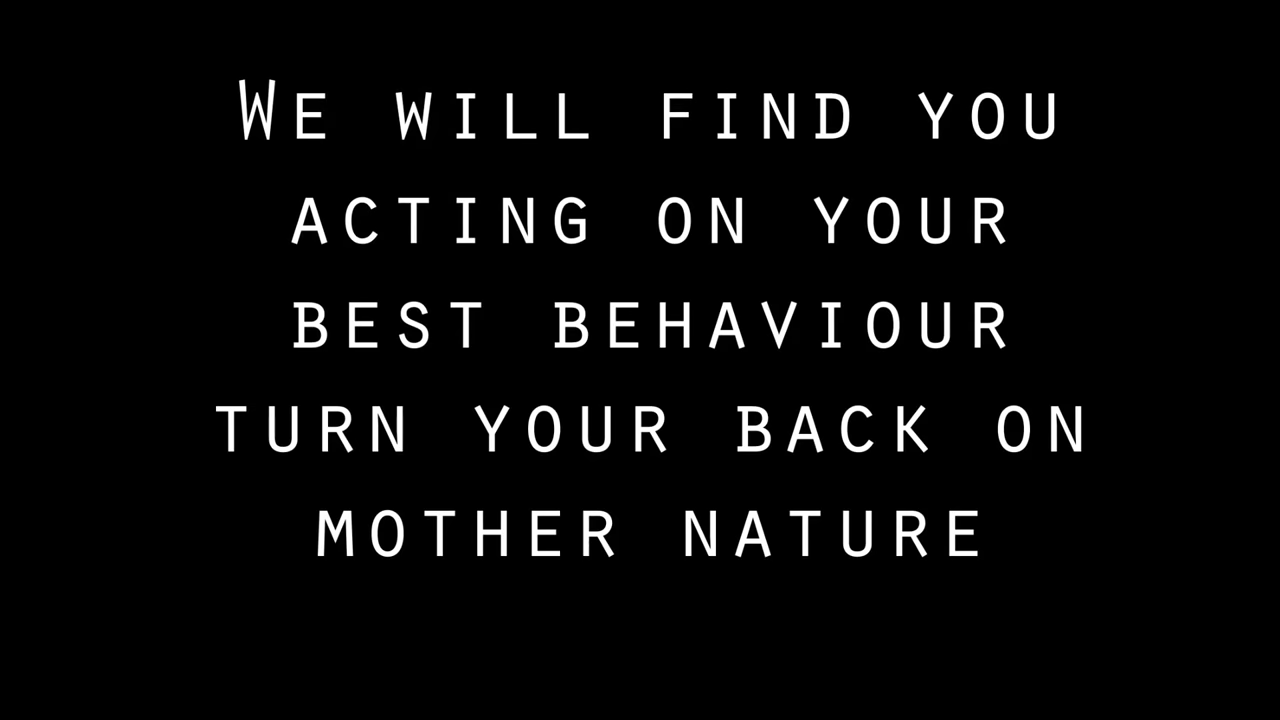 We will find you
acting on your
best behaviour
turn your back on
mother nature